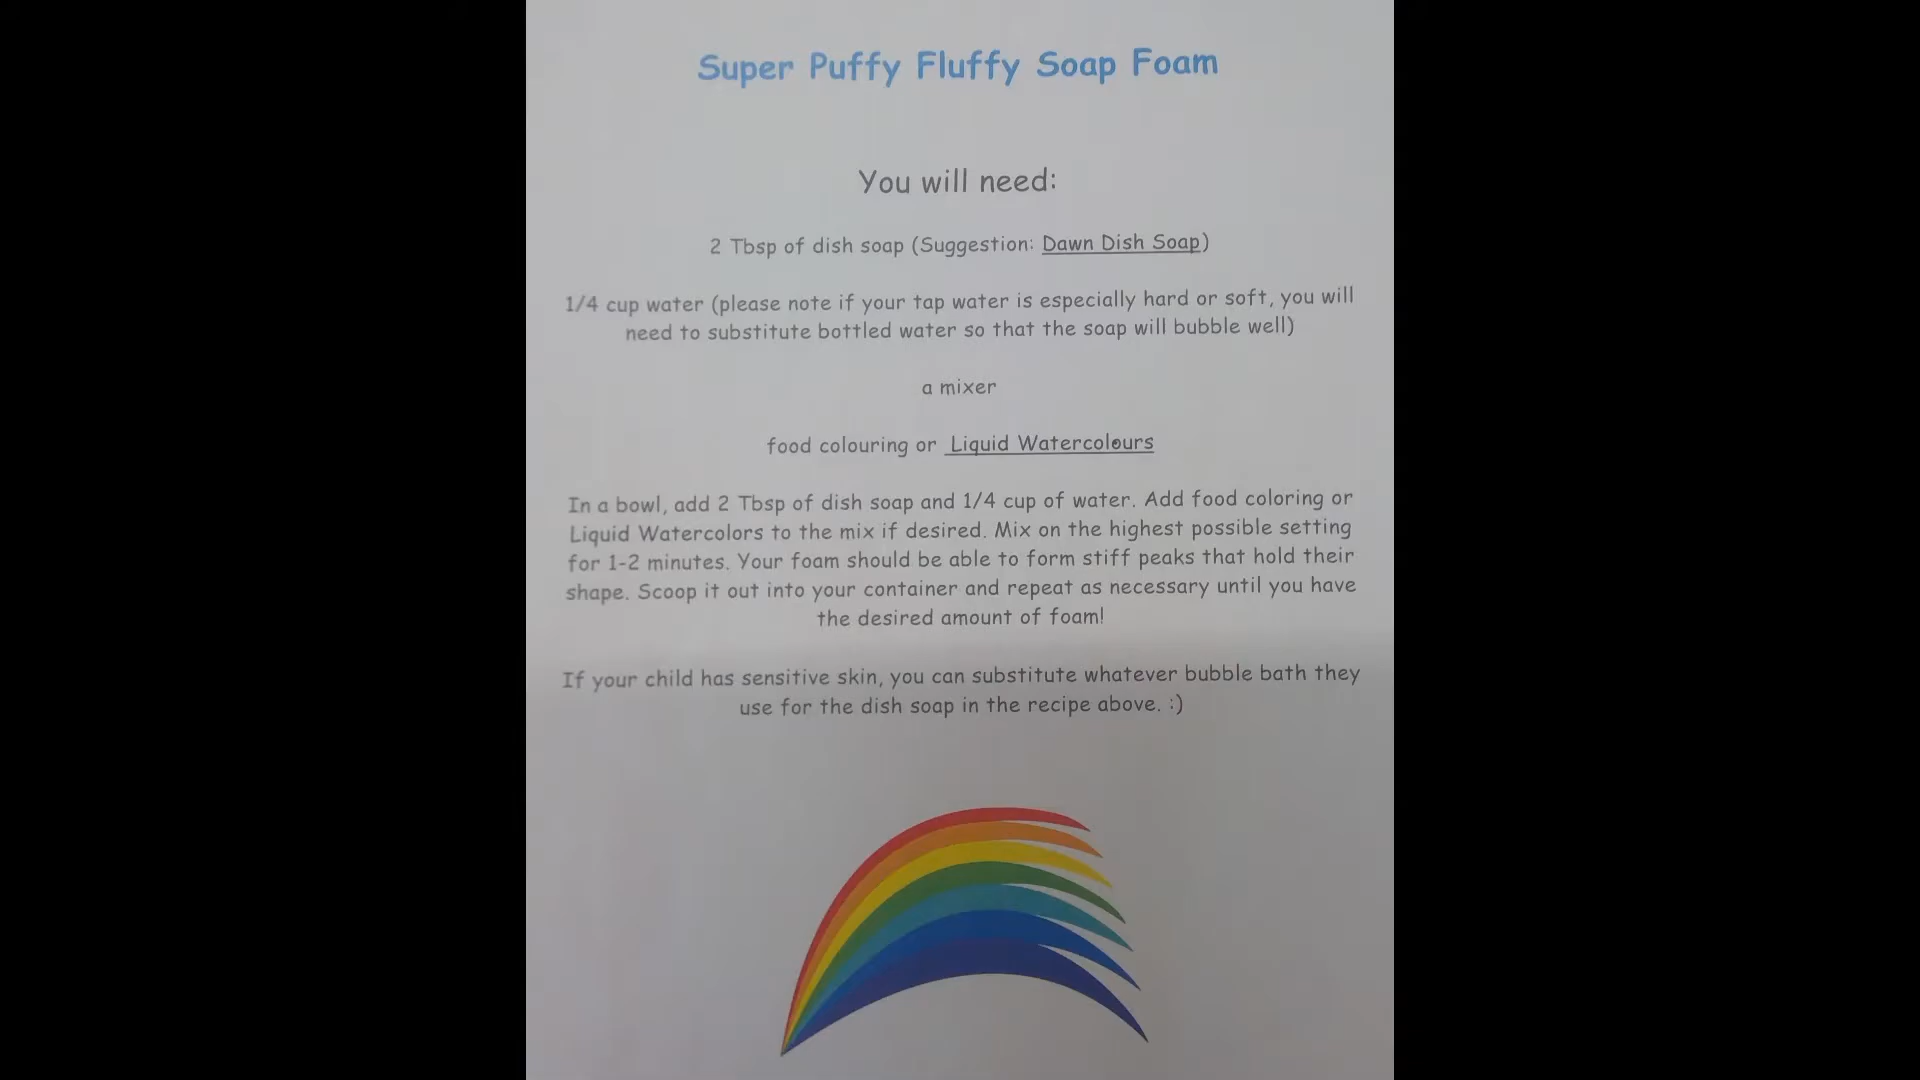 Super Puffy Fluffy Soap Foam
You will need:
2 Tbsp of dish soap (Suggestion: Dawn Dish Soap)
1/4 cup water (please note if your tap water is especially hard or soft, you will
need to substitute bottled water so that the soap will bubble well)
a mixer
food colouring or Liquid Watercolours
In a bowl, add 2 Tbsp of dish soap and 1/4 cup of water. Add food coloring or
Liquid Watercolors to the mix if desired. Mix on the highest possible setting
for 1-2 minutes. Your foam should be able to form stiff peaks that hold their
shape. Scoop it out into your container and repeat as necessary until you have
the desired amount of foam!
If your child has sensitive skin, you can substitute whatever bubble bath they
use for the dish soap in the recipe above. :)